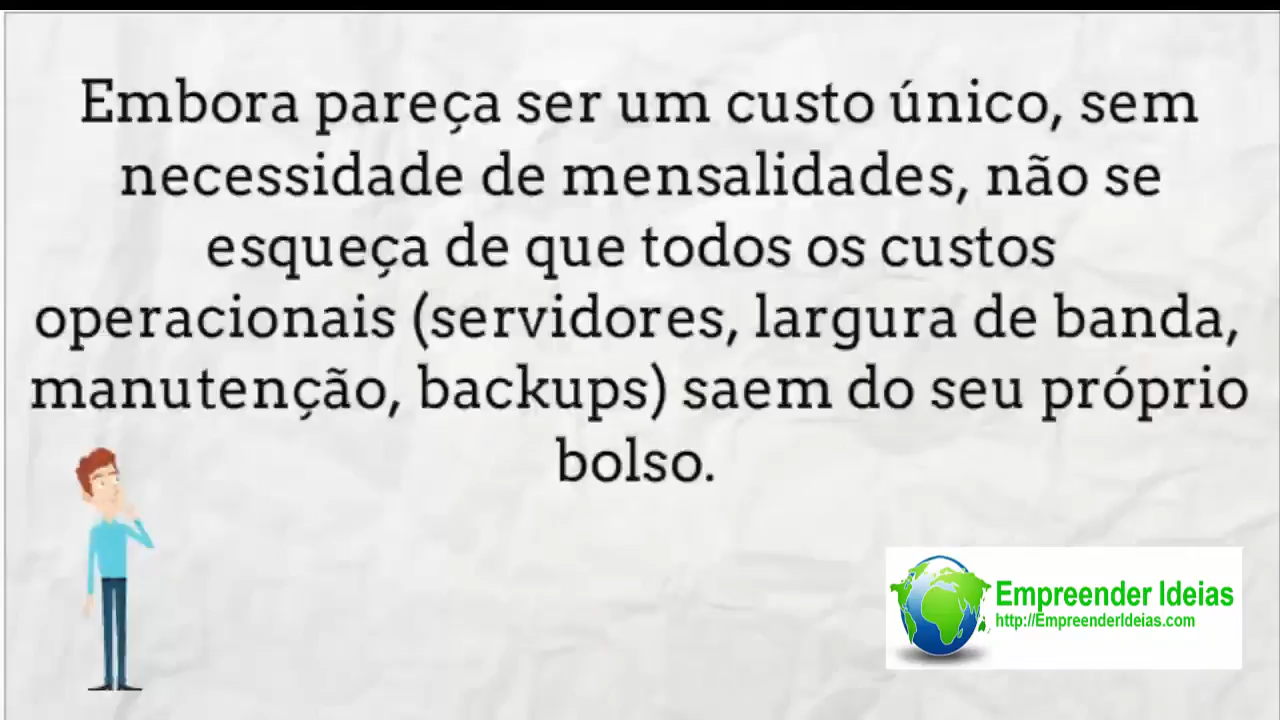 Embora pareça ser um custo único, sem
necessidade de mensalidades, não se
esqueça de que todos os custos
operacionais (servidores, largura de banda,
manutenção, backups) saem do seu próprio
bolso.
Empreender Ideias
http://EmpreenderIdeias.com